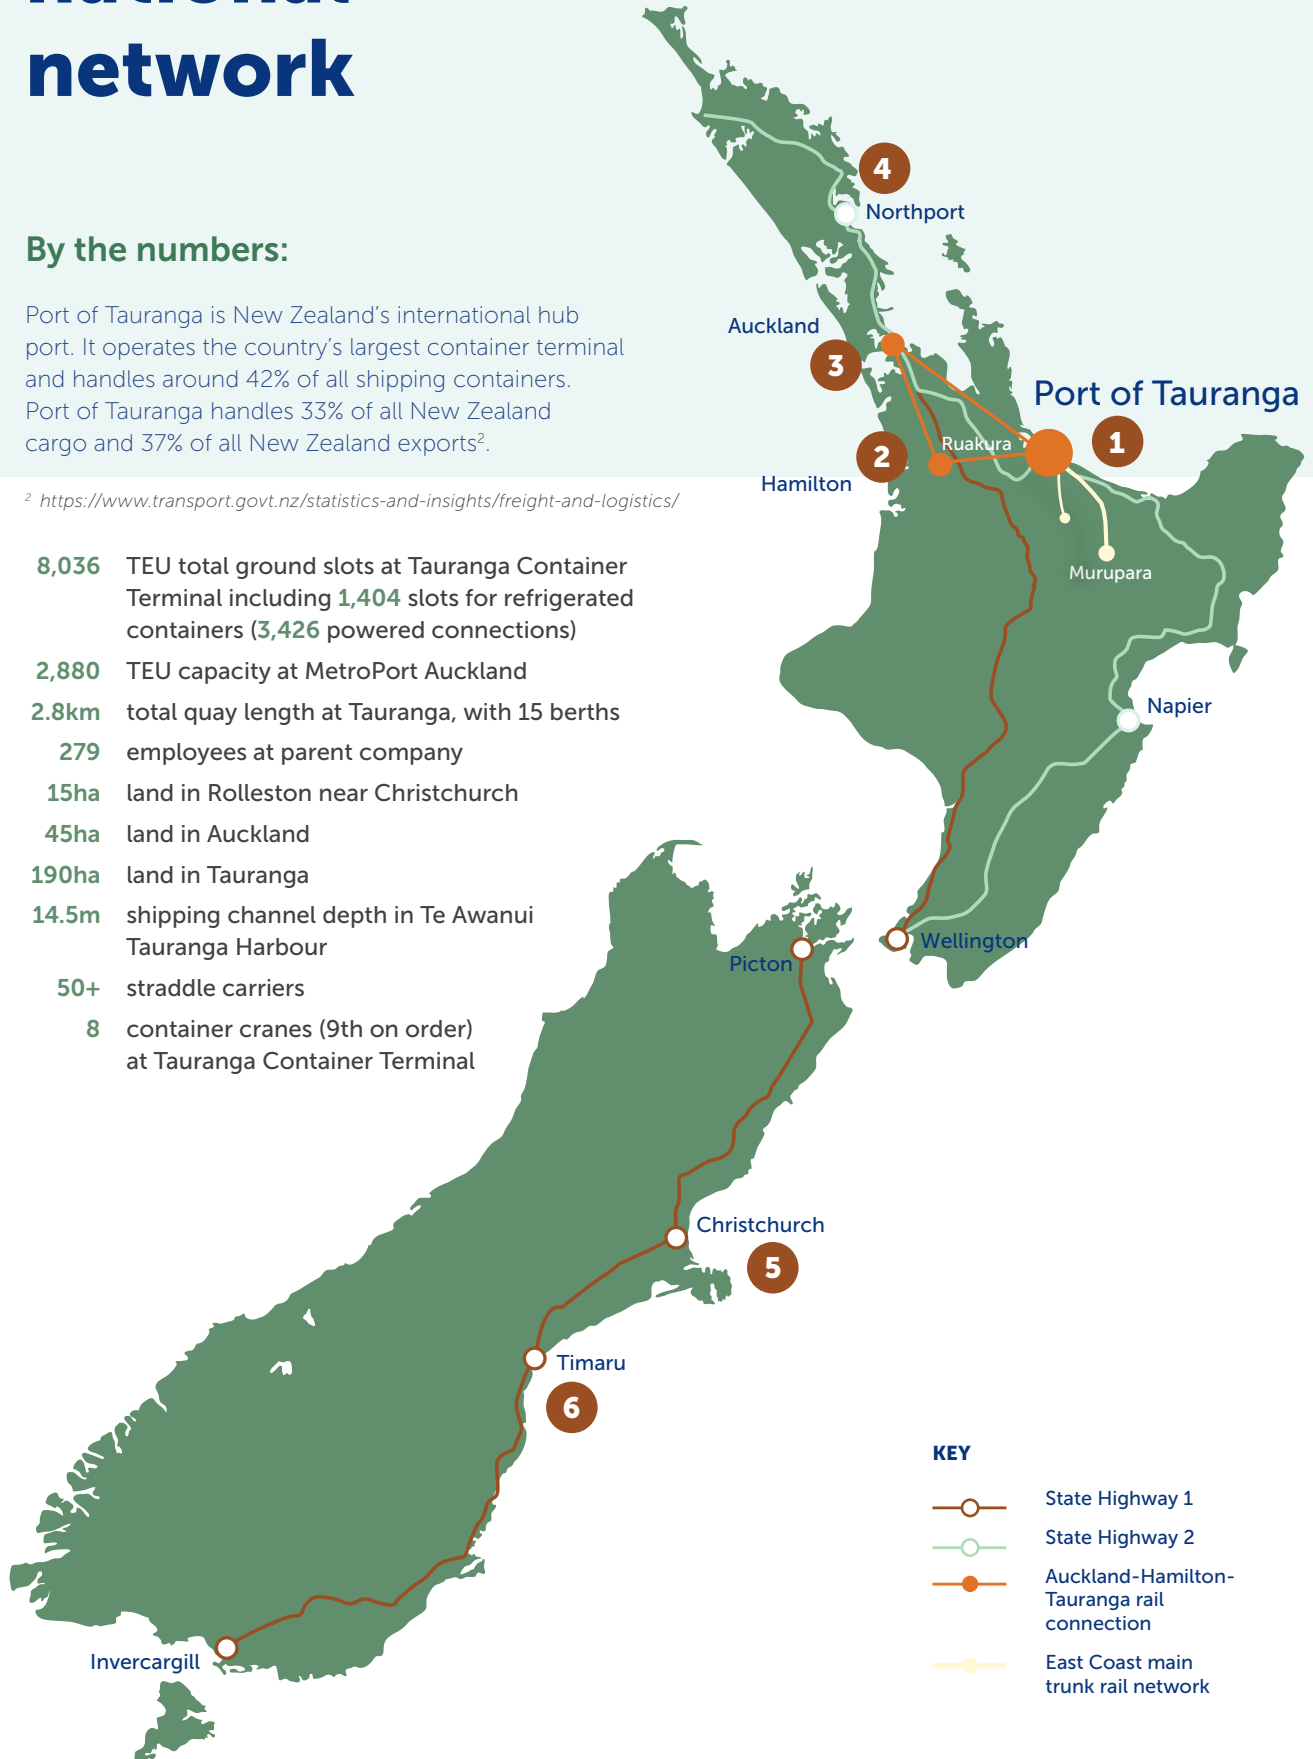 national
network
By the numbers:
Port of Tauranga is New Zealand’s international hub
port. It operates the country’s largest container terminal
and handles around 42% of all shipping containers.
Port of Tauranga handles 33% of all New Zealand
cargo and 37% of all New Zealand exports².
² https://www.transport.govt.nz/statistics-and-insights/freight-and-logistics/
8,036 TEU total ground slots at Tauranga Container
Terminal including 1,404 slots for refrigerated
containers (3,426 powered connections)
2,880 TEU capacity at MetroPort Auckland
2.8km total quay length at Tauranga, with 15 berths
279 employees at parent company
15ha land in Rolleston near Christchurch
45ha land in Auckland
190ha land in Tauranga
14.5m shipping channel depth in Te Awanui
Tauranga Harbour
50+ straddle carriers
8 container cranes (9th on order)
at Tauranga Container Terminal
4
Northport
Auckland
3
Port of Tauranga
1
Ruakura
2
Hamilton
Murupara
Napier
Wellington
Picton
Christchurch
5
Timaru
6
Invercargill
KEY
State Highway 1
State Highway 2
Auckland-Hamilton-
Tauranga rail
connection
East Coast main
trunk rail network